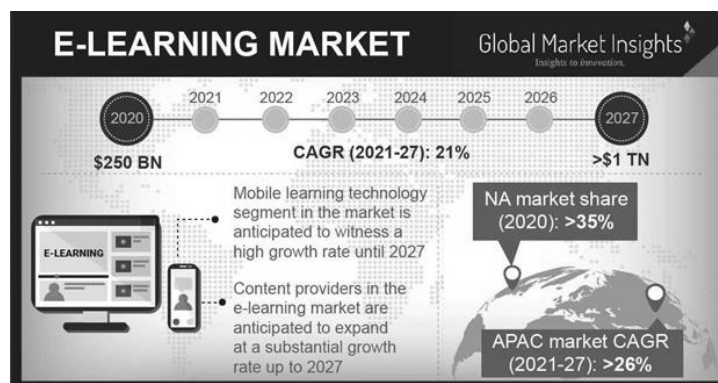 E-LEARNING MARKET
Global Market Insights
Insights to innovation.
2020
2021
2022
2023
2024
2025
2026
2027
$250 BN
CAGR (2021-27): 21%
>$1 TN
E-LEARNING
Mobile learning technology
segment in the market is
anticipated to witness a
high growth rate until 2027
Content providers in the
e-learning market are
anticipated to expand
at a substantial growth
rate up to 2027
NA market share
(2020): >35%
APAC market CAGR
(2021-27): >26%